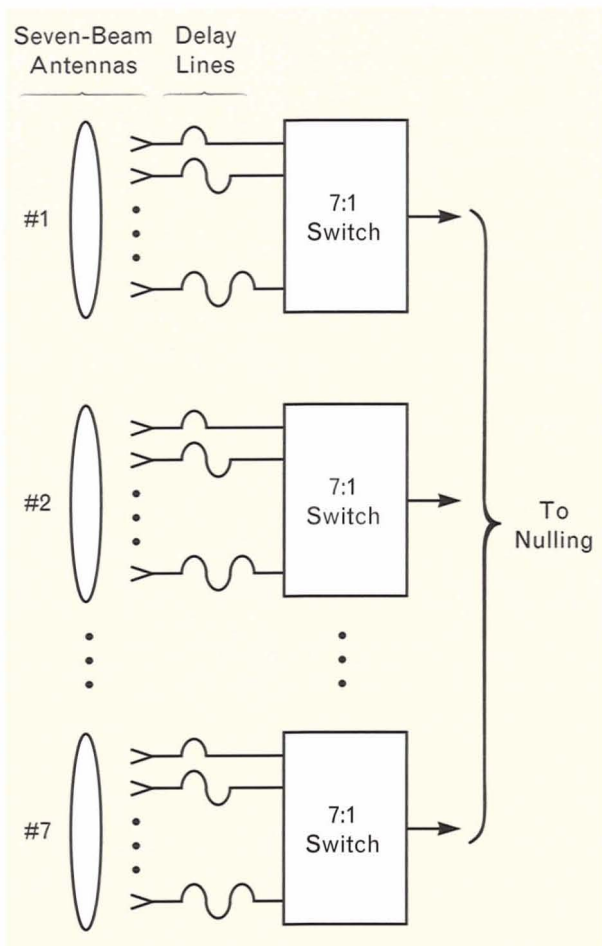 Seven-Beam
Antennas
Delay
Lines
#1
7:1
Switch
#2
7:1
Switch
To
Nulling
#7
7:1
Switch